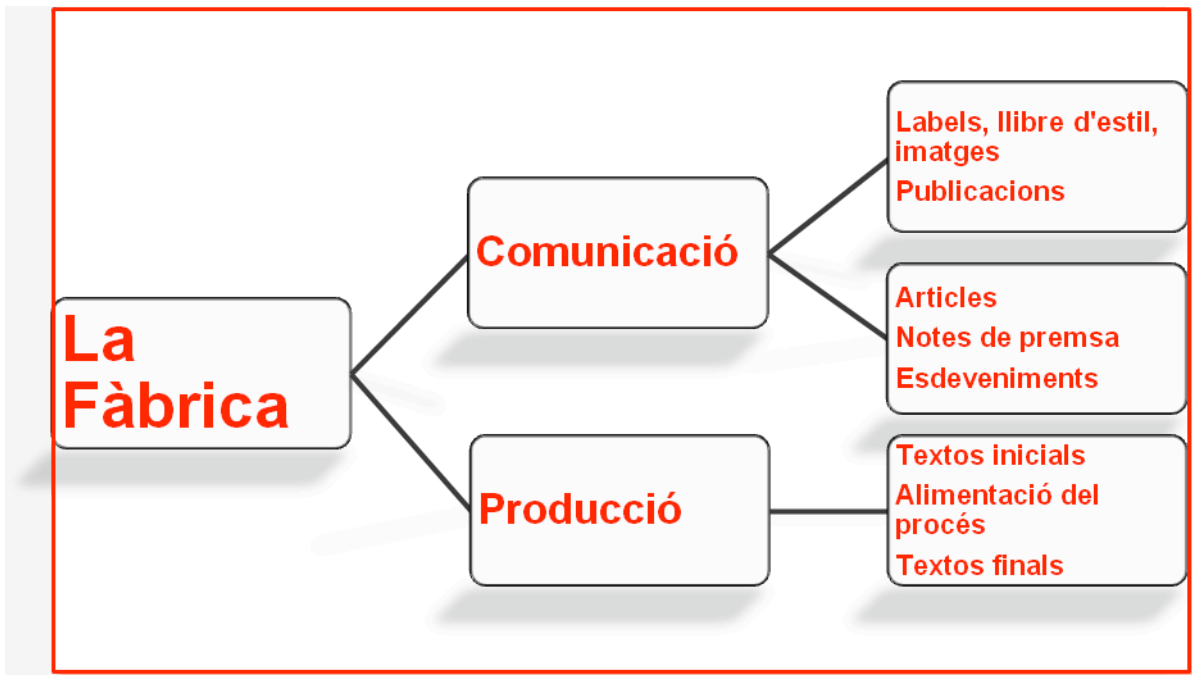 La
Fàbrica
Comunicació
Labels, llibre d'estil,
imatges
Publicacions
Articles
Notes de premsa
Esdeveniments
Producció
Textos inicials
Alimentació del
procés
Textos finals